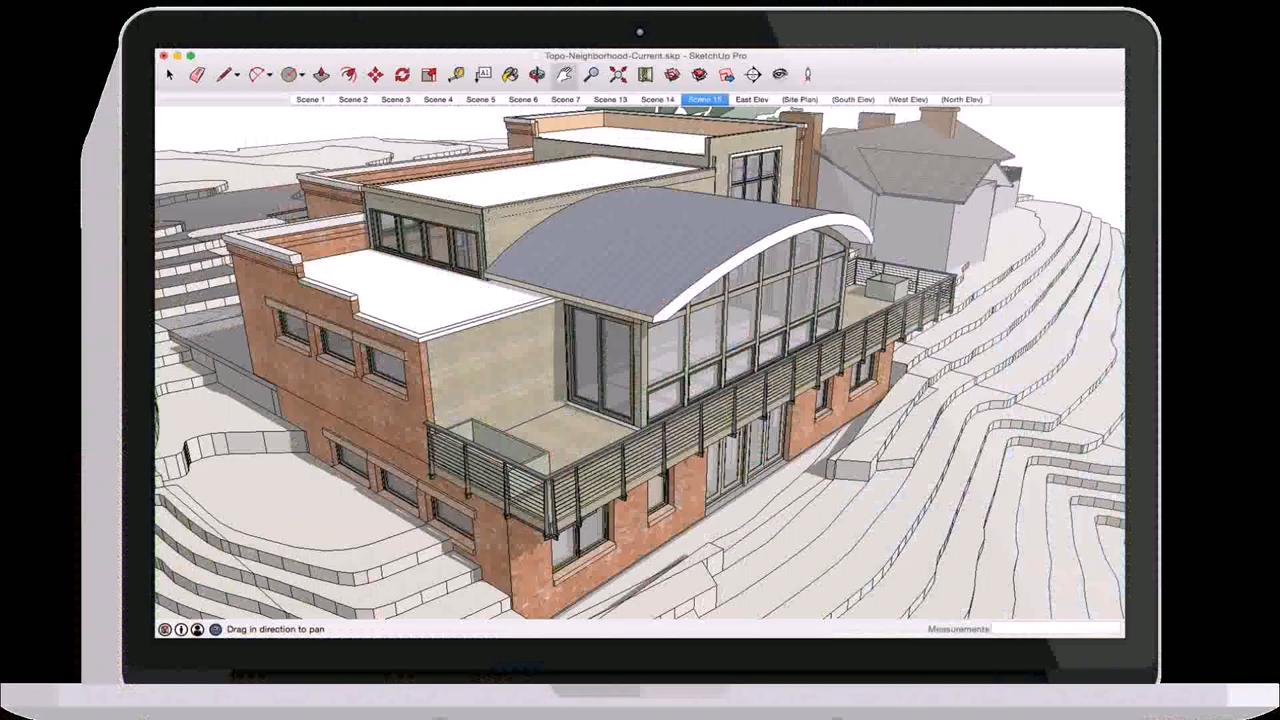 Topo-Neighborhood-Current.skp - SketchUp Pro
A1
Scene 1 Scene 2 Scene 3 Scene 4 Scene 5 Scene 6 Scene 7 Scene 13 Scene 14 Scene 15 East Elev (Site Plan) (South Elev) (West Elev) (North Elev)
Drag in direction to pan
Measurements